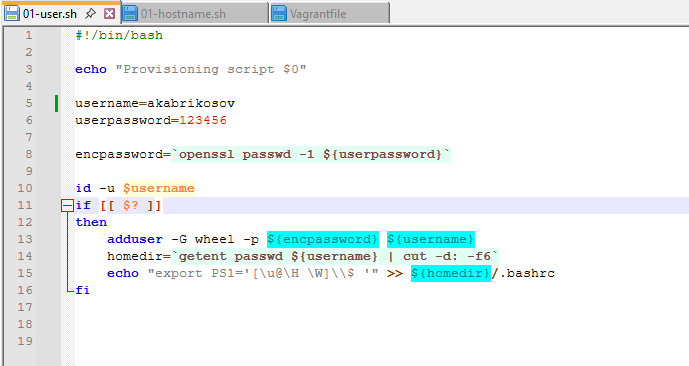 01-user.sh 01-hostname.sh Vagrantfile
1 #!/bin/bash
2
3 echo "Provisioning script $0"
4
5 username=akabrikosov
6 userpassword=123456
7
8 encpassword=`openssl passwd -1 ${userpassword}`
9
10 id -u $username
11 if [[ $? ]]
12 then
13 adduser -G wheel -p ${encpassword} ${username}
14 homedir=`getent passwd ${username} | cut -d: -f6`
15 echo "export PS1='[\u@\H \W]\\$ '" >> ${homedir}/.bashrc
16 fi
17
18
19